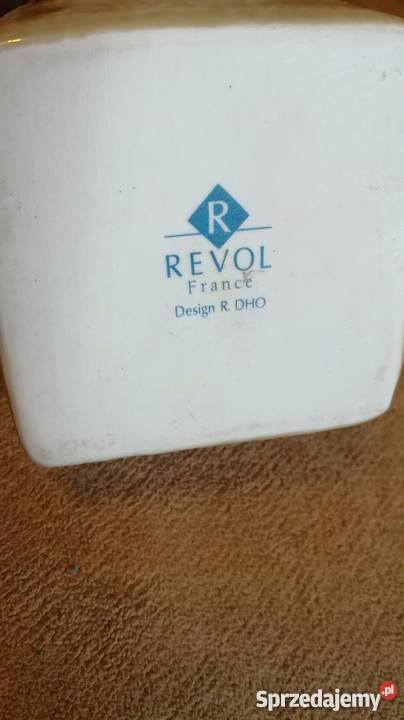 R
REVOL
France
Design R. DHO
Sprzedajemy.pl